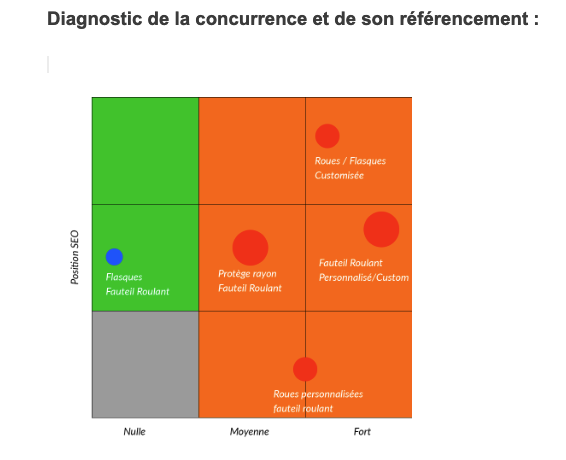 Diagnostic de la concurrence et de son référencement :
Roues / Flasques
Customisée
Position SEO
Flasques
Fauteil Roulant
Protège rayon
Fauteil Roulant
Fauteil Roulant
Personnalisé/Custom
Roues personnalisées
fauteil roulant
Nulle
Moyenne
Fort